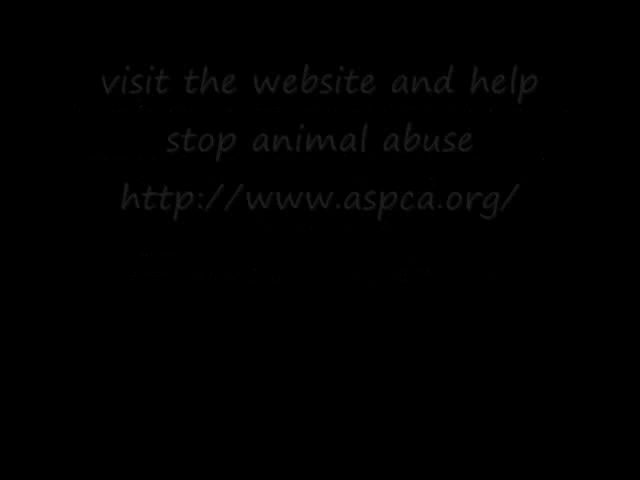 visit the website and help
stop animal abuse
http://www.aspca.org/